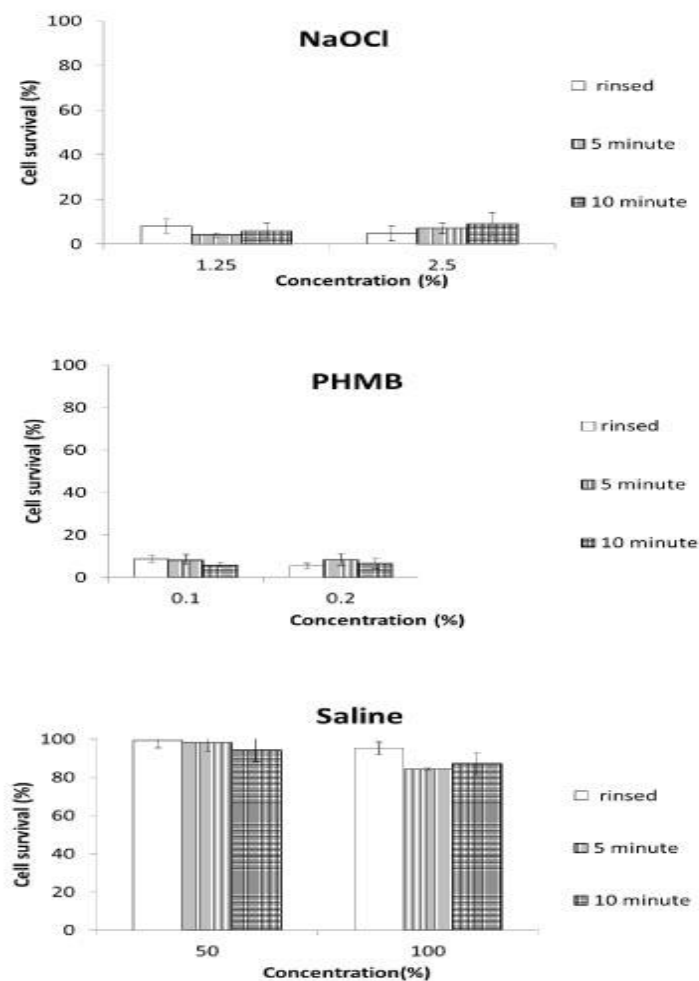 NaOCl
100
80
60
40
20
0
Cell survival (%)
1.25 2.5
Concentration (%)
rinsed
5 minute
10 minute
PHMB
100
80
60
40
20
0
Cell survival (%)
0.1 0.2
Concentration (%)
rinsed
5 minute
10 minute
Saline
100
80
60
40
20
0
Cell survival (%)
50 100
Concentration(%)
rinsed
5 minute
10 minute